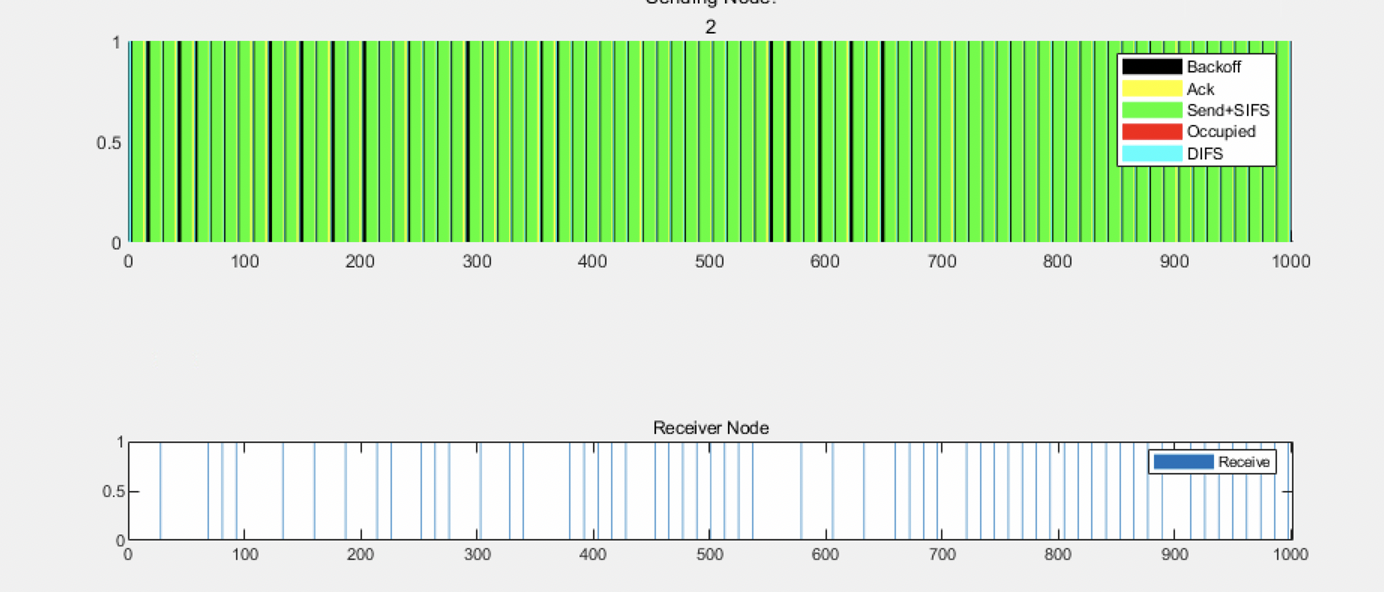 Sending Node:
2
1
0.5
0
Backoff
Ack
Send+SIFS
Occupied
DIFS
0 100 200 300 400 500 600 700 800 900 1000
Receiver Node
1
0.5
0
Receive
0 100 200 300 400 500 600 700 800 900 1000